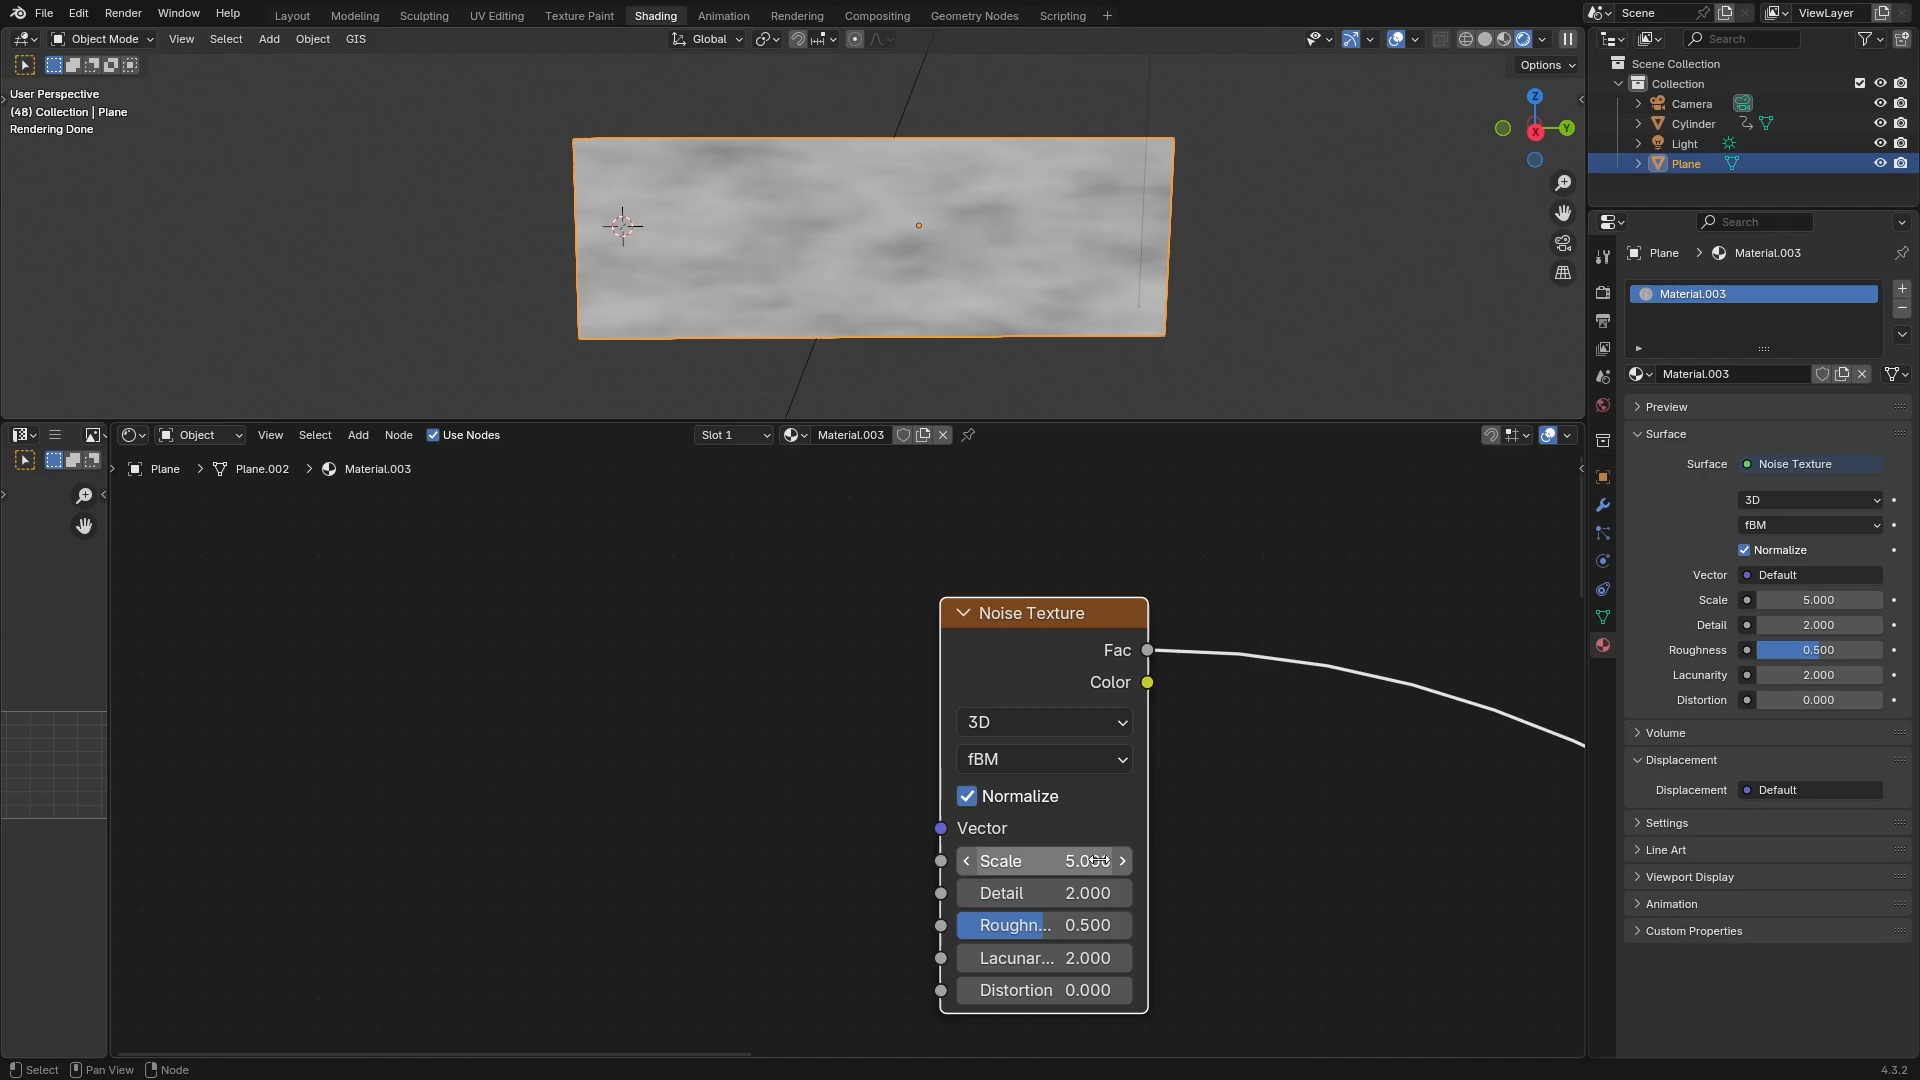 File Edit Render Window Help Layout Modeling Sculpting UV Editing Texture Paint Shading Animation Rendering Compositing Geometry Nodes Scripting + Scene ViewLayer
Object Mode View Select Add Object GIS Global Search
Options
User Perspective
(48) Collection | Plane
Rendering Done
Z
Y
X
Scene Collection
Collection
Camera
Cylinder
Light
Plane
Search
Plane > Material.003
Material.003
Material.003
Preview
Surface
Surface Noise Texture
3D
fBM
Normalize
Vector Default
Scale 5.000
Detail 2.000
Roughness 0.500
Lacunarity 2.000
Distortion 0.000
Volume
Displacement
Displacement Default
Settings
Line Art
Viewport Display
Animation
Custom Properties
Object View Select Add Node Use Nodes Slot 1 Material.003
Plane > Plane.002 > Material.003
Noise Texture
Fac
Color
3D
fBM
Normalize
Vector
Scale
Detail 2.000
Roughn... 0.500
Lacunar... 2.000
Distortion 0.000
Select Pan View Node 4.3.2